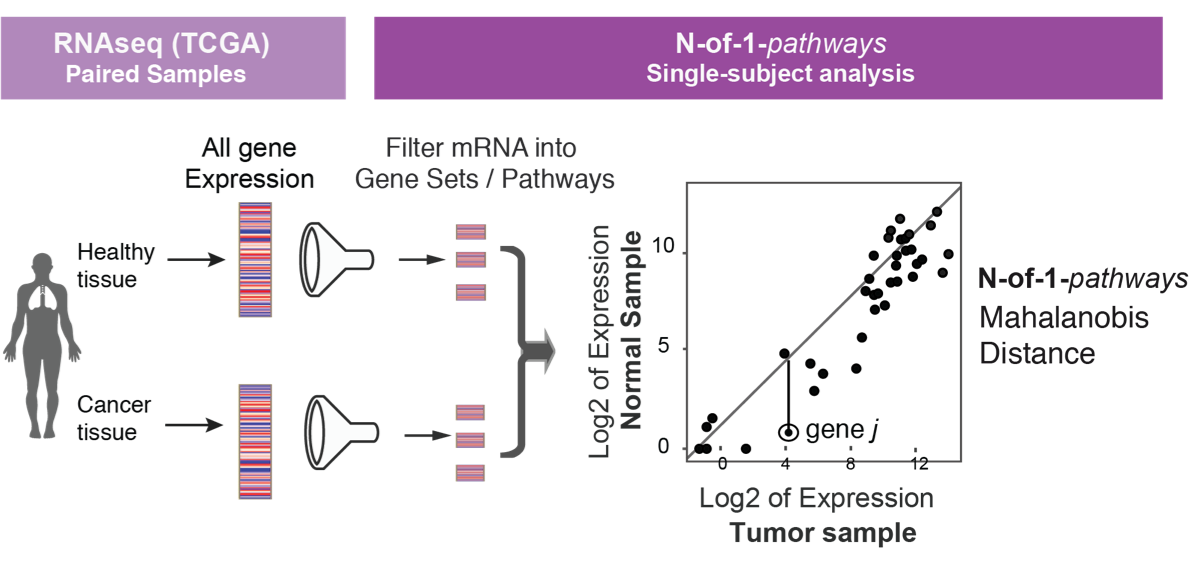 RNAseq (TCGA)
Paired Samples
N-of-1-pathways
Single-subject analysis
All gene
Expression
Filter mRNA into
Gene Sets / Pathways
Healthy
tissue
Cancer
tissue
Log2 of Expression
Normal Sample
10
5
0
gene j
0 4 8 12
Log2 of Expression
Tumor sample
N-of-1-pathways
Mahalanobis
Distance